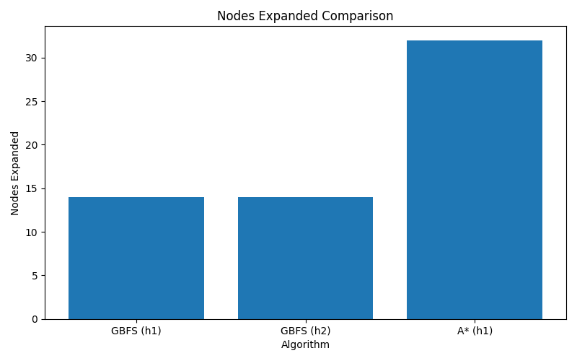 Nodes Expanded Comparison
Nodes Expanded
30
25
20
15
10
5
0
GBFS (h1) GBFS (h2) A* (h1)
Algorithm